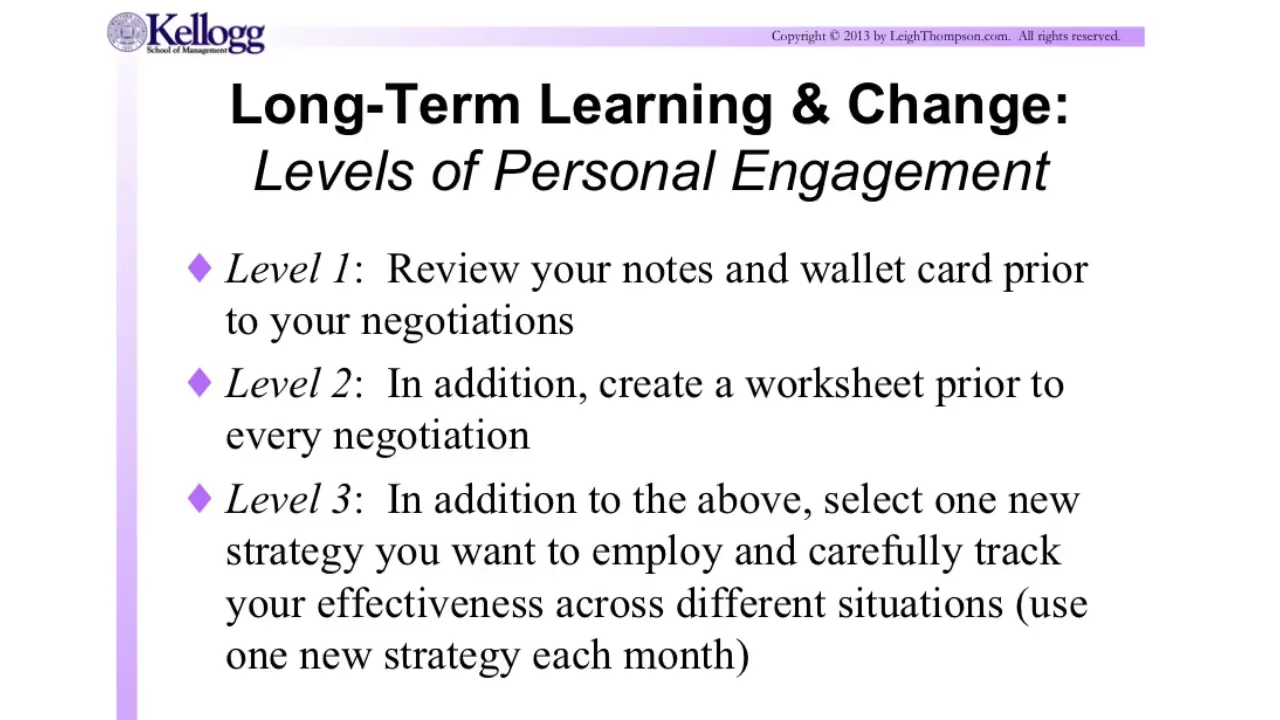 Kellogg
School of Management
Copyright © 2013 by LeighThompson.com. All rights reserved.
Long-Term Learning & Change:
Levels of Personal Engagement
Level 1: Review your notes and wallet card prior
to your negotiations
Level 2: In addition, create a worksheet prior to
every negotiation
Level 3: In addition to the above, select one new
strategy you want to employ and carefully track
your effectiveness across different situations (use
one new strategy each month)